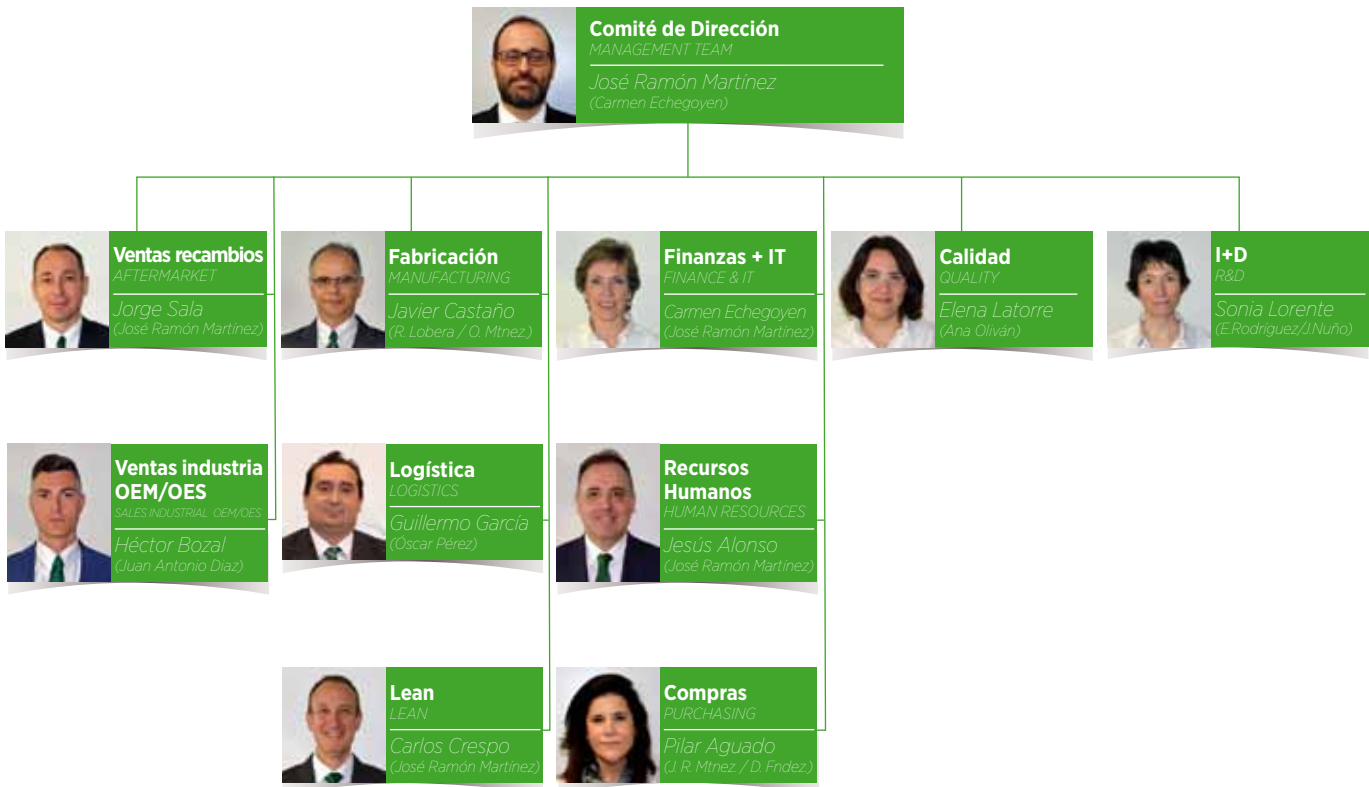 Comité de Dirección
MANAGEMENT TEAM
José Ramón Martínez
(Carmen Echegoyen)
Ventas recambios
AFTERMARKET
Jorge Sala
(José Ramón Martínez)
Fabricación
MANUFACTURING
Javier Castaño
(R. Lobera / O. Mtnez.)
Finanzas + IT
FINANCE & IT
Carmen Echegoyen
(José Ramón Martínez)
Calidad
QUALITY
Elena Latorre
(Ana Oliván)
I+D
R&D
Sonia Lorente
(E.Rodriguez/J.Nuño)
Ventas industria
OEM/OES
SALES INDUSTRIAL OEM/OES
Héctor Bozal
(Juan Antonio Diaz)
Logística
LOGISTICS
Guillermo García
(Óscar Pérez)
Recursos
Humanos
HUMAN RESOURCES
Jesús Alonso
(José Ramón Martínez)
Lean
LEAN
Carlos Crespo
(José Ramón Martínez)
Compras
PURCHASING
Pilar Aguado
(J. R. Mtnez. / D. Fndez.)